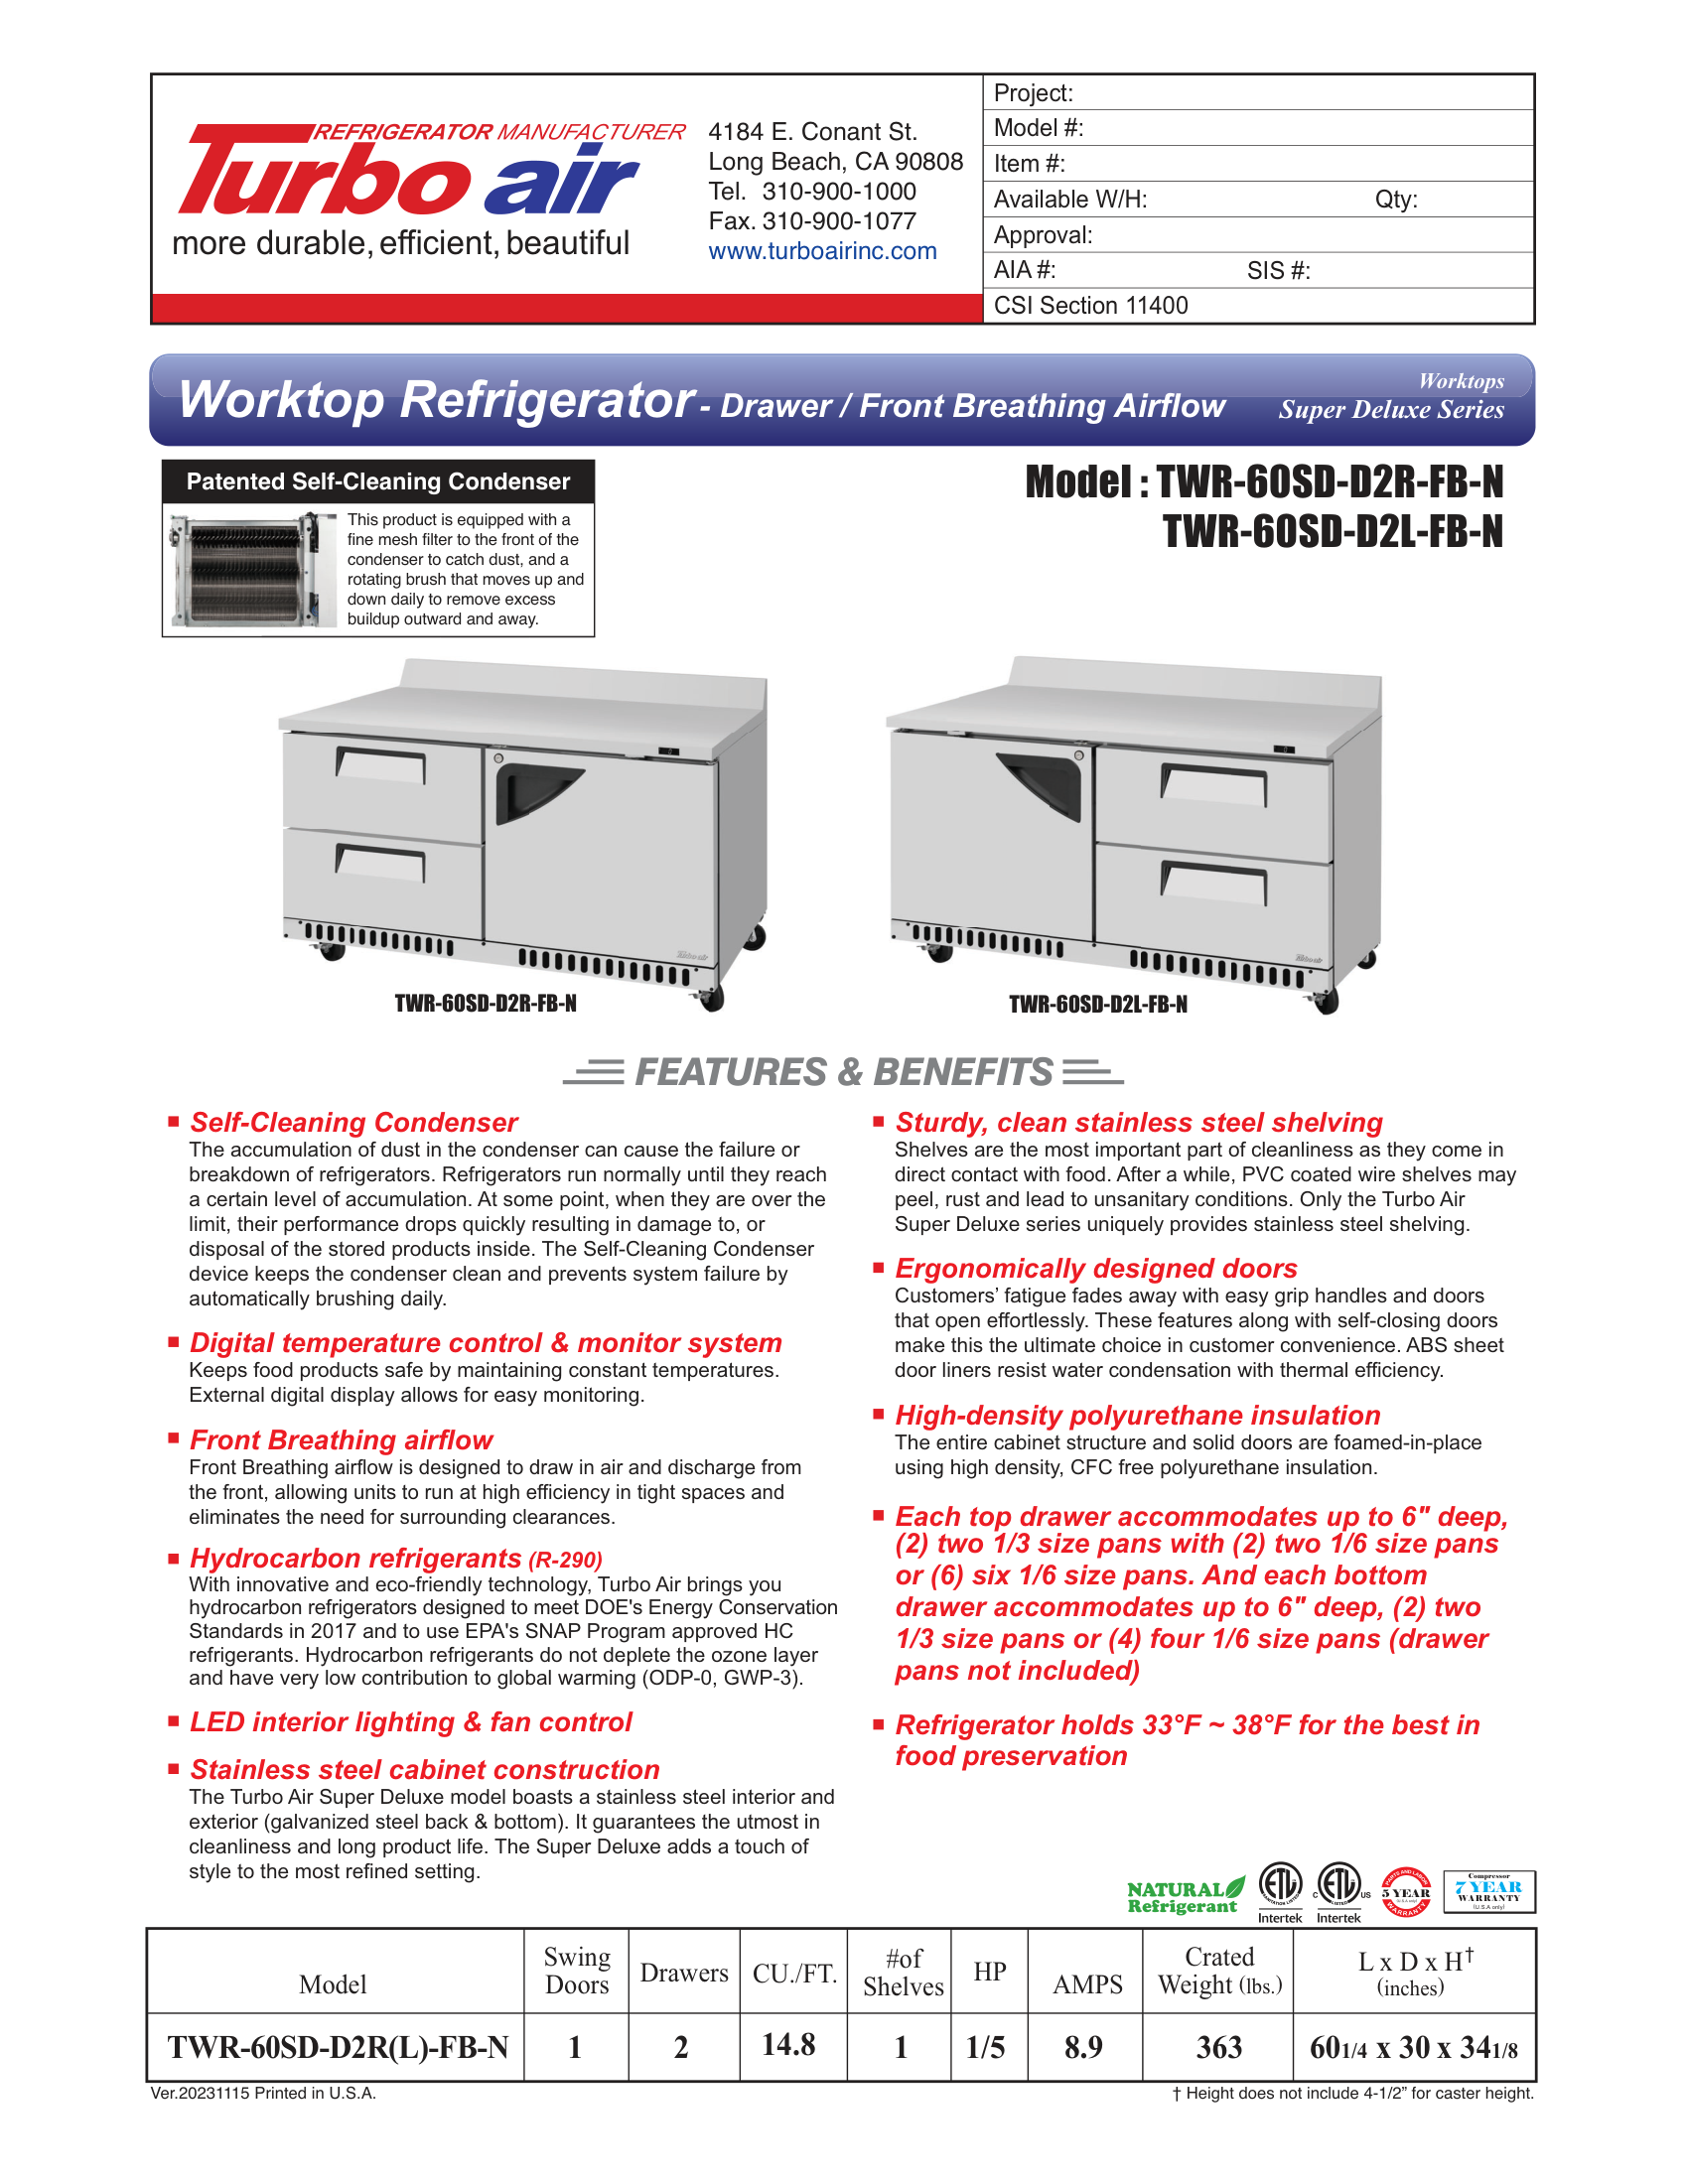 REFRIGERATOR MANUFACTURER
Turbo air
more durable, efficient, beautiful
4184 E. Conant St.
Long Beach, CA 90808
Tel. 310-900-1000
Fax. 310-900-1077
www.turboairinc.com
Project:
Model #:
Item #:
Available W/H: Qty:
Approval:
AIA #: SIS #:
CSI Section 11400
Worktop Refrigerator - Drawer / Front Breathing Airflow
Worktops
Super Deluxe Series
Patented Self-Cleaning Condenser
This product is equipped with a
fine mesh filter to the front of the
condenser to catch dust, and a
rotating brush that moves up and
down daily to remove excess
buildup outward and away.
Model : TWR-60SD-D2R-FB-N
TWR-60SD-D2L-FB-N
Turbo air
Turbo air
TWR-60SD-D2R-FB-N
TWR-60SD-D2L-FB-N
FEATURES & BENEFITS
Self-Cleaning Condenser
The accumulation of dust in the condenser can cause the failure or
breakdown of refrigerators. Refrigerators run normally until they reach
a certain level of accumulation. At some point, when they are over the
limit, their performance drops quickly resulting in damage to, or
disposal of the stored products inside. The Self-Cleaning Condenser
device keeps the condenser clean and prevents system failure by
automatically brushing daily.
Digital temperature control & monitor system
Keeps food products safe by maintaining constant temperatures.
External digital display allows for easy monitoring.
Front Breathing airflow
Front Breathing airflow is designed to draw in air and discharge from
the front, allowing units to run at high efficiency in tight spaces and
eliminates the need for surrounding clearances.
Hydrocarbon refrigerants (R-290)
With innovative and eco-friendly technology, Turbo Air brings you
hydrocarbon refrigerators designed to meet DOE's Energy Conservation
Standards in 2017 and to use EPA's SNAP Program approved HC
refrigerants. Hydrocarbon refrigerants do not deplete the ozone layer
and have very low contribution to global warming (ODP-0, GWP-3).
LED interior lighting & fan control
Stainless steel cabinet construction
The Turbo Air Super Deluxe model boasts a stainless steel interior and
exterior (galvanized steel back & bottom). It guarantees the utmost in
cleanliness and long product life. The Super Deluxe adds a touch of
style to the most refined setting.
Sturdy, clean stainless steel shelving
Shelves are the most important part of cleanliness as they come in
direct contact with food. After a while, PVC coated wire shelves may
peel, rust and lead to unsanitary conditions. Only the Turbo Air
Super Deluxe series uniquely provides stainless steel shelving.
Ergonomically designed doors
Customers’ fatigue fades away with easy grip handles and doors
that open effortlessly. These features along with self-closing doors
make this the ultimate choice in customer convenience. ABS sheet
door liners resist water condensation with thermal efficiency.
High-density polyurethane insulation
The entire cabinet structure and solid doors are foamed-in-place
using high density, CFC free polyurethane insulation.
Each top drawer accommodates up to 6" deep,
(2) two 1/3 size pans with (2) two 1/6 size pans
or (6) six 1/6 size pans. And each bottom
drawer accommodates up to 6" deep, (2) two
1/3 size pans or (4) four 1/6 size pans (drawer
pans not included)
Refrigerator holds 33°F ~ 38°F for the best in
food preservation
NATURAL
Refrigerant
ETL
SANITATION LISTED
Intertek
C ETL US
LISTED
Intertek
PARTS AND LABOR
5 YEAR
(U.S.A only)
WARRANTY
Compressor
7 YEAR
WARRANTY
(U.S.A only)
Model Swing Doors Drawers CU./FT. #of Shelves HP AMPS Crated Weight (lbs.) L x D x H† (inches)
TWR-60SD-D2R(L)-FB-N 1 2 14.8 1 1/5 8.9 363 60 1/4 x 30 x 34 1/8
Ver.20231115 Printed in U.S.A.
† Height does not include 4-1/2” for caster height.